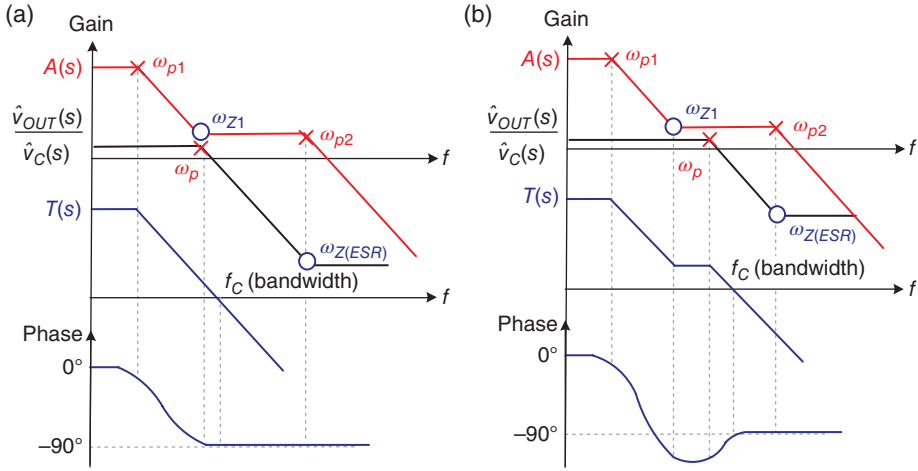 (a)
Gain
A(s)
ωp1
v̂OUT(s)
v̂C(s)
ωZ1
ωp2
ωp
f
T(s)
ωZ(ESR)
fC (bandwidth)
f
Phase
0°
–90°
(b)
Gain
A(s)
ωp1
v̂OUT(s)
v̂C(s)
ωZ1
ωp2
ωp
f
T(s)
ωZ(ESR)
fC (bandwidth)
f
Phase
0°
–90°